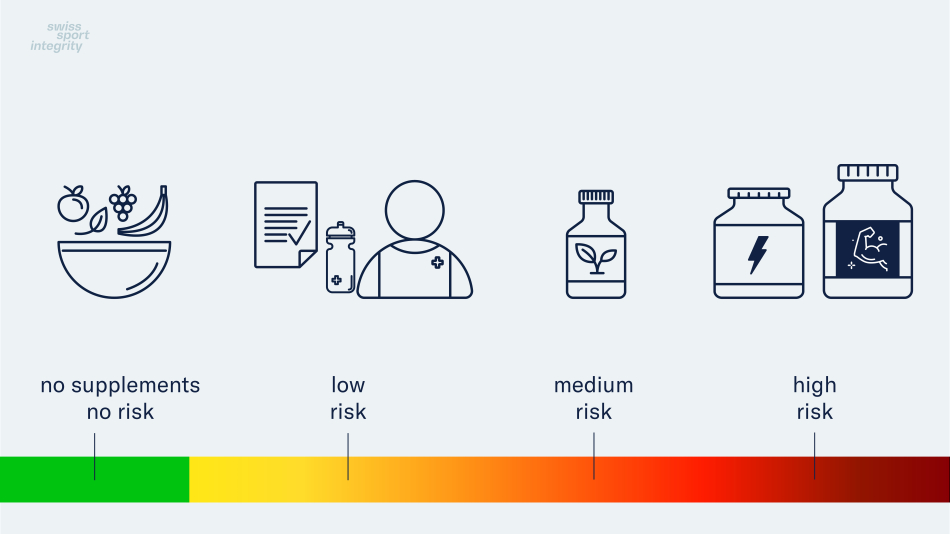 swiss
sport
integrity
no supplements
no risk
low
risk
medium
risk
high
risk